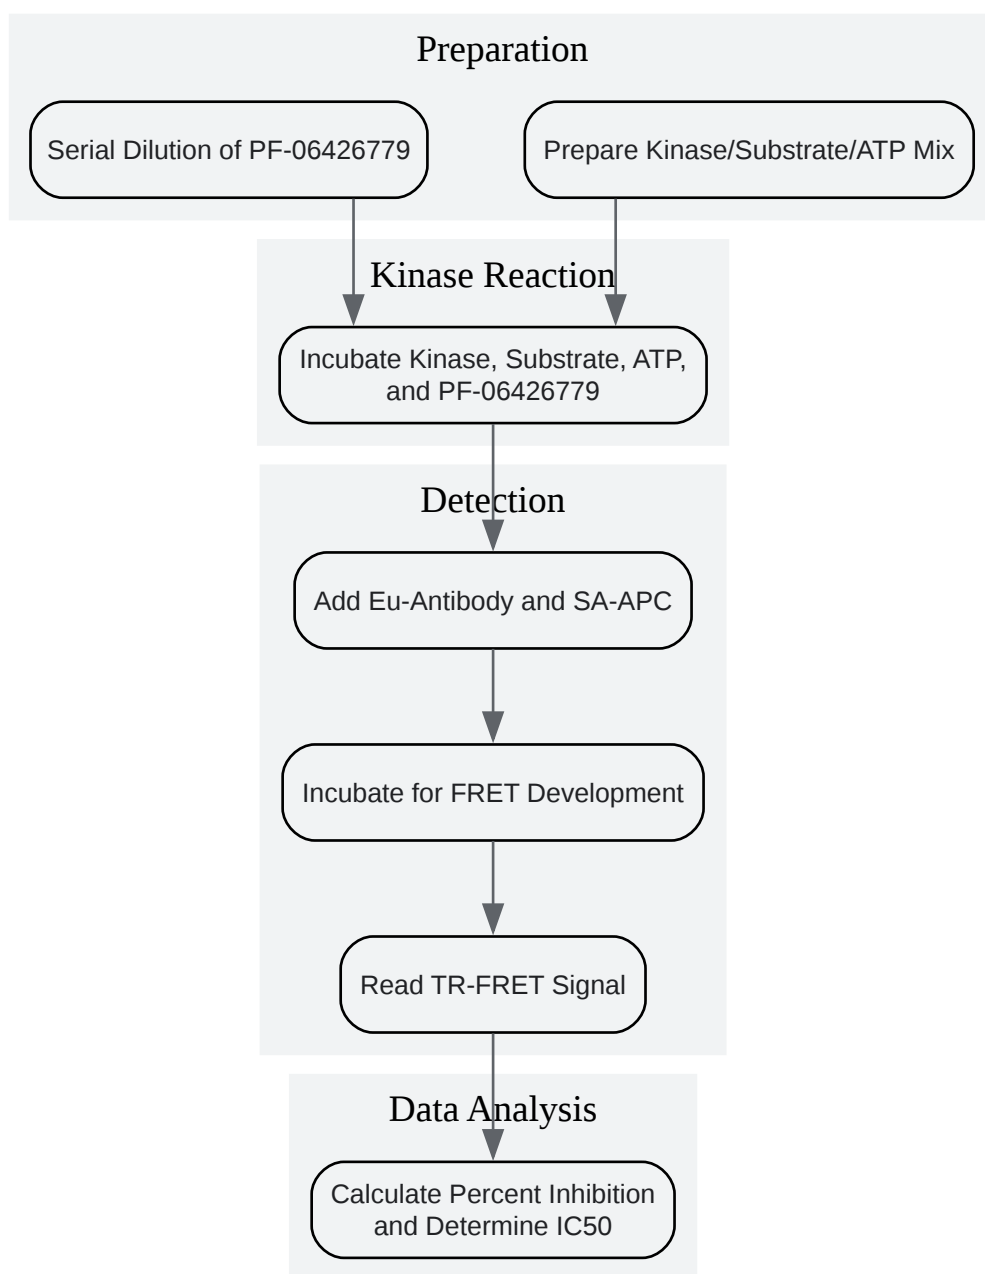 Preparation
Serial Dilution of PF-06426779
Prepare Kinase/Substrate/ATP Mix
Kinase Reaction
Incubate Kinase, Substrate, ATP,
and PF-06426779
Detection
Add Eu-Antibody and SA-APC
Incubate for FRET Development
Read TR-FRET Signal
Data Analysis
Calculate Percent Inhibition
and Determine IC50